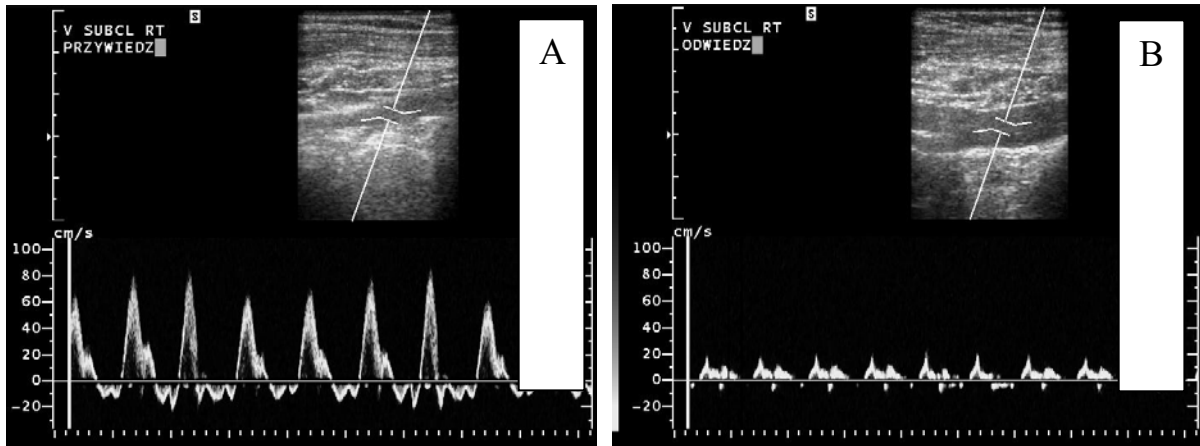 S
V SUBCL RT
PRZYWIEDZ
A
cm/s
100
80
60
40
20
0
-20
S
V SUBCL RT
ODWIEDZ
B
cm/s
100
80
60
40
20
0
-20